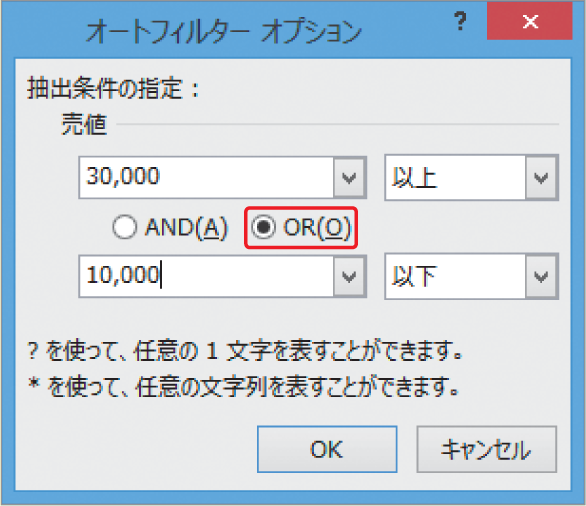 オートフィルター オプション ? ×
抽出条件の指定：
売値
30,000 以上
AND(A) OR(O)
10,000 以下
? を使って、任意の 1 文字を表すことができます。
* を使って、任意の文字列を表すことができます。
OK キャンセル